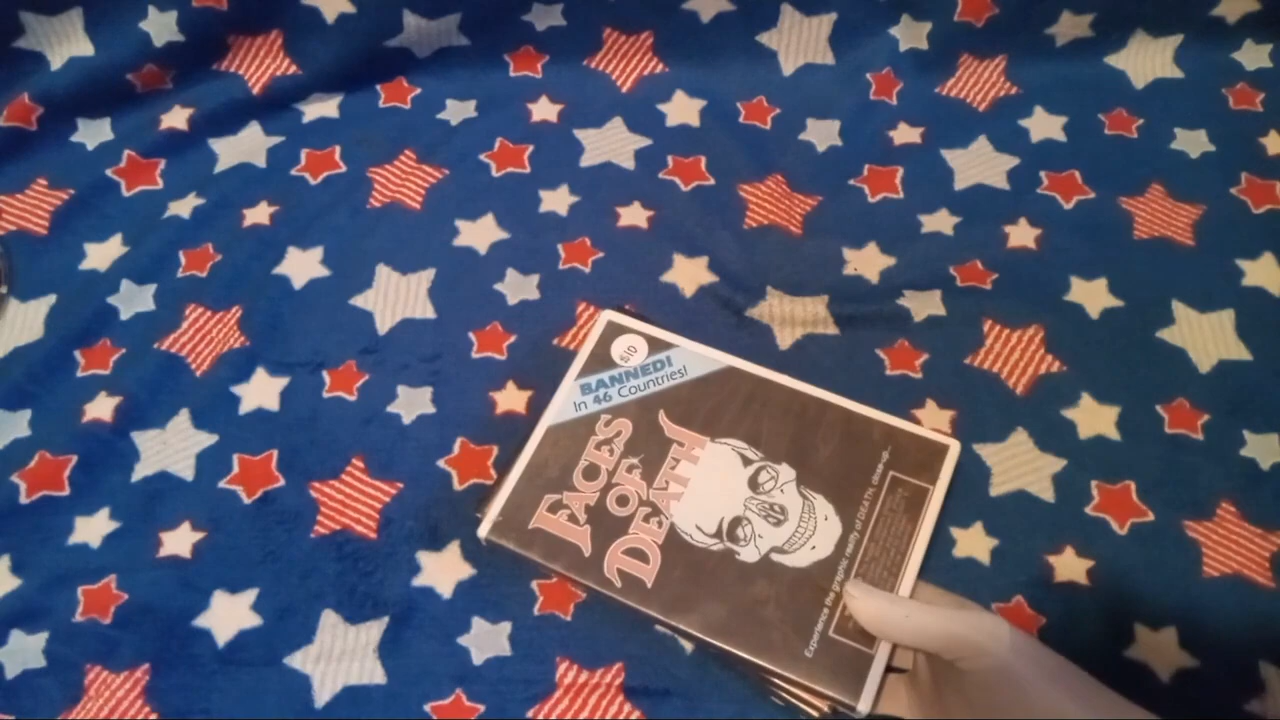 $10
BANNED!
In 46 Countries!
FACES
OF
DEATH
Experience the graphic reality of DEATH, close-up...